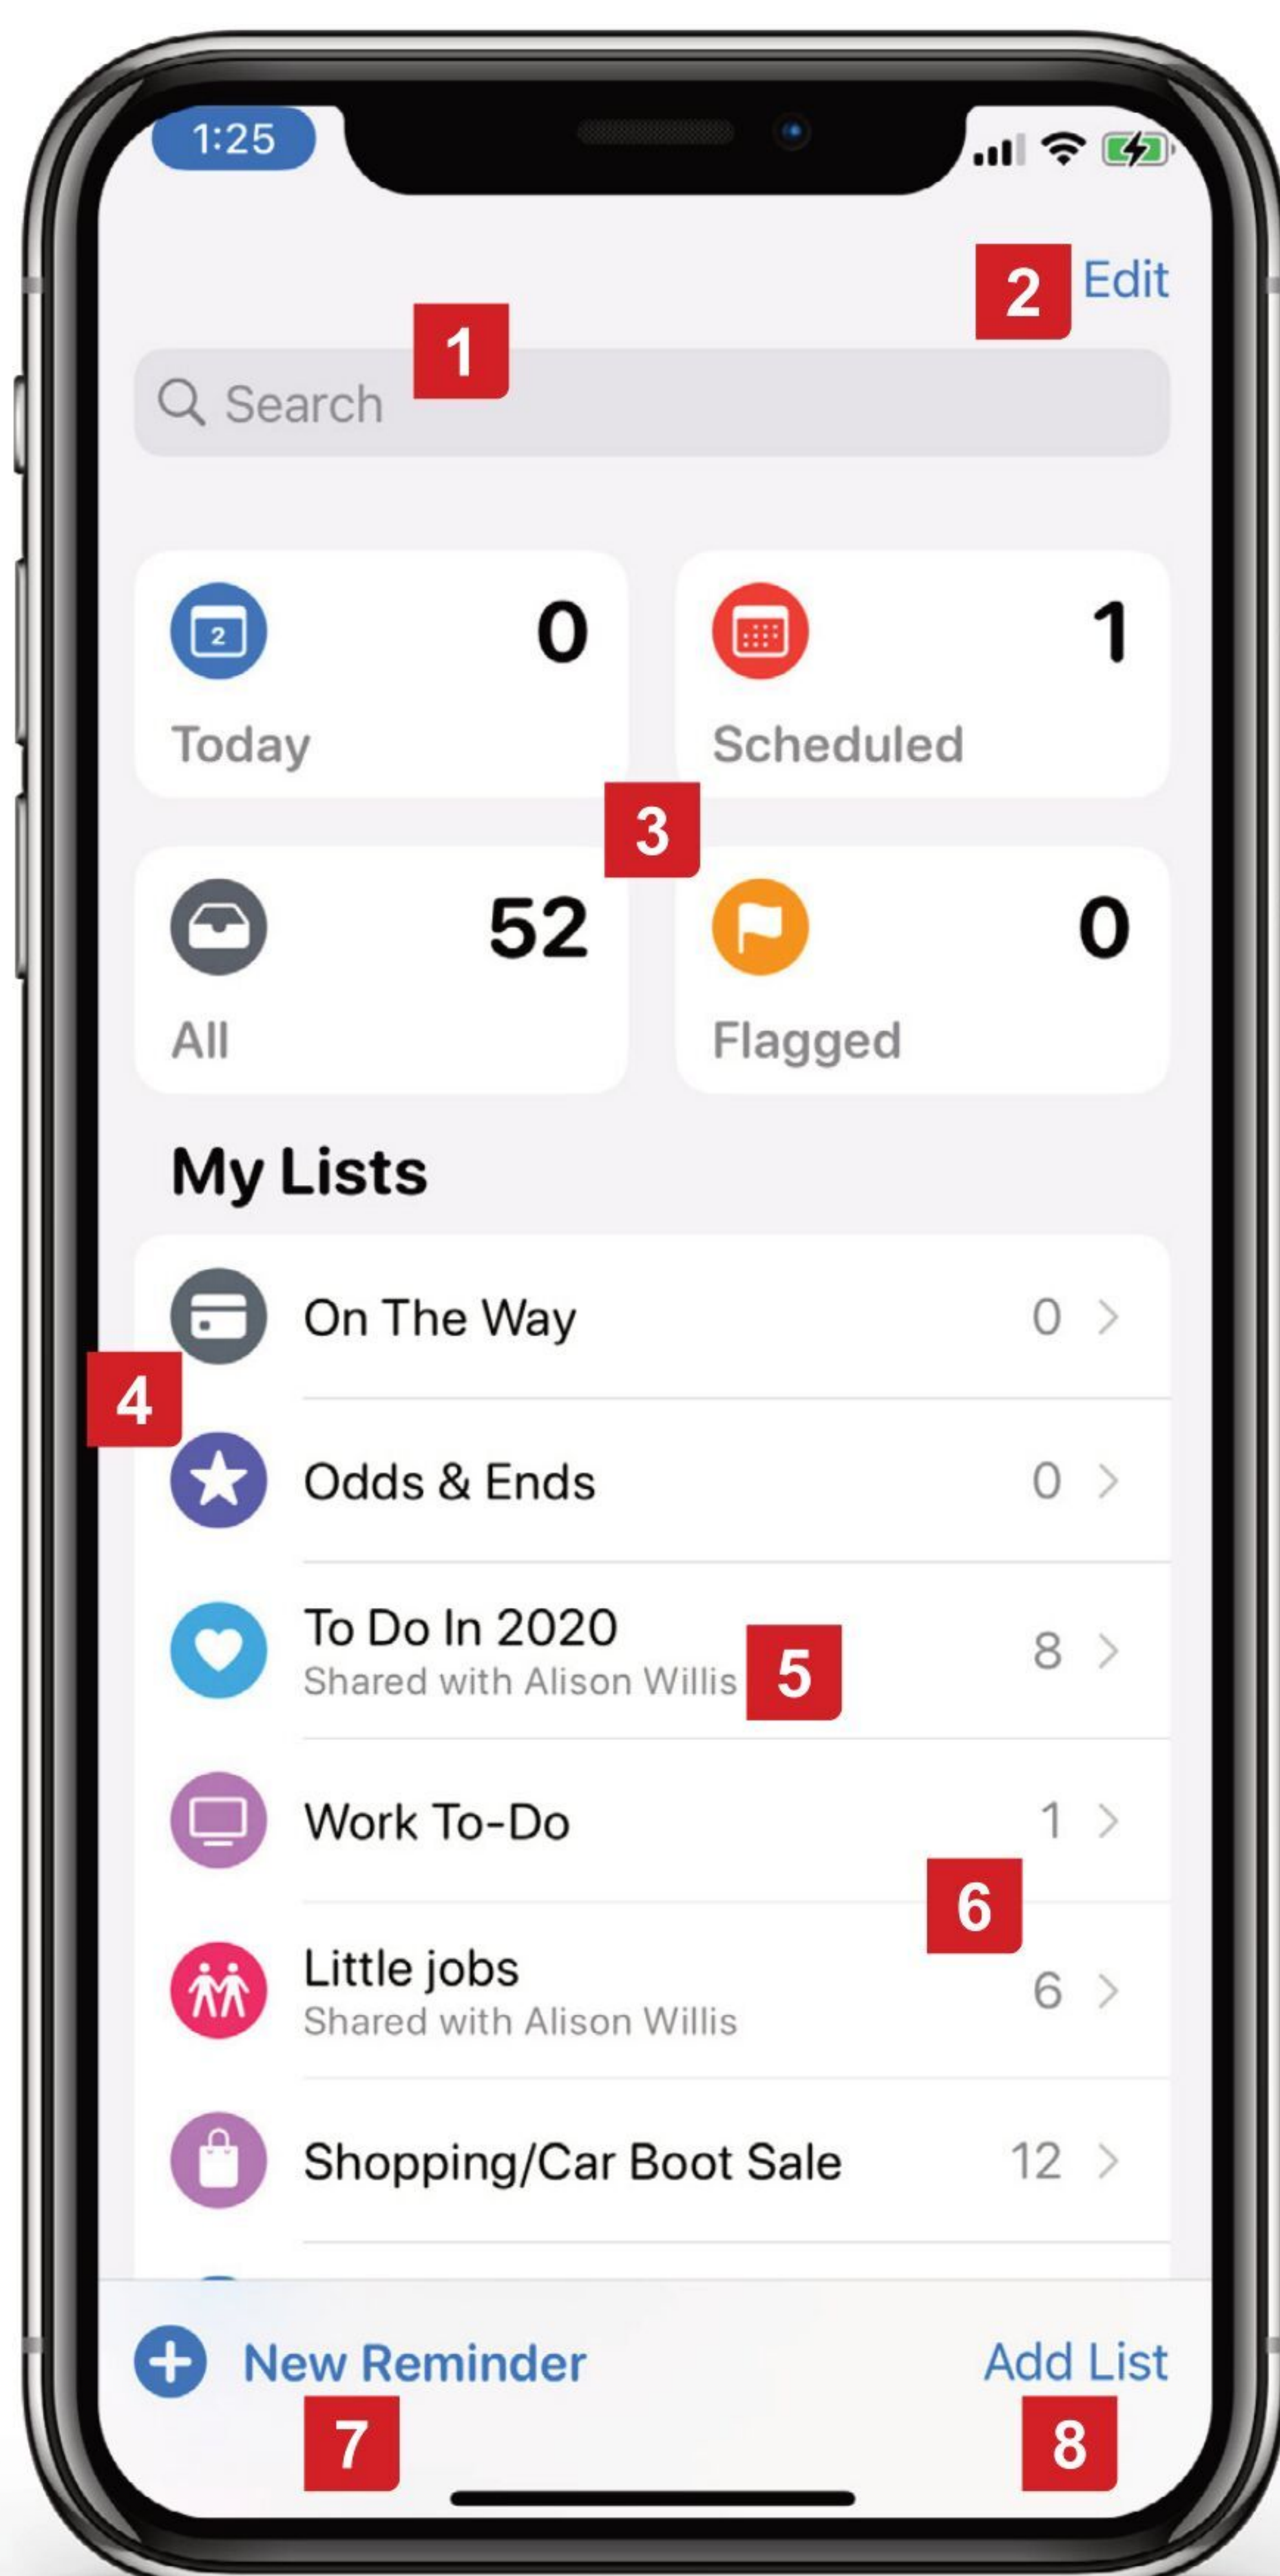 1:25
2 Edit
1
Search
2 0
Today
1
Scheduled
3
52
All
0
Flagged
My Lists
On The Way 0
4
Odds & Ends 0
To Do In 2020
Shared with Alison Willis 5 8
Work To-Do 1
6
Little jobs
Shared with Alison Willis 6
Shopping/Car Boot Sale 12
New Reminder Add List
7 8